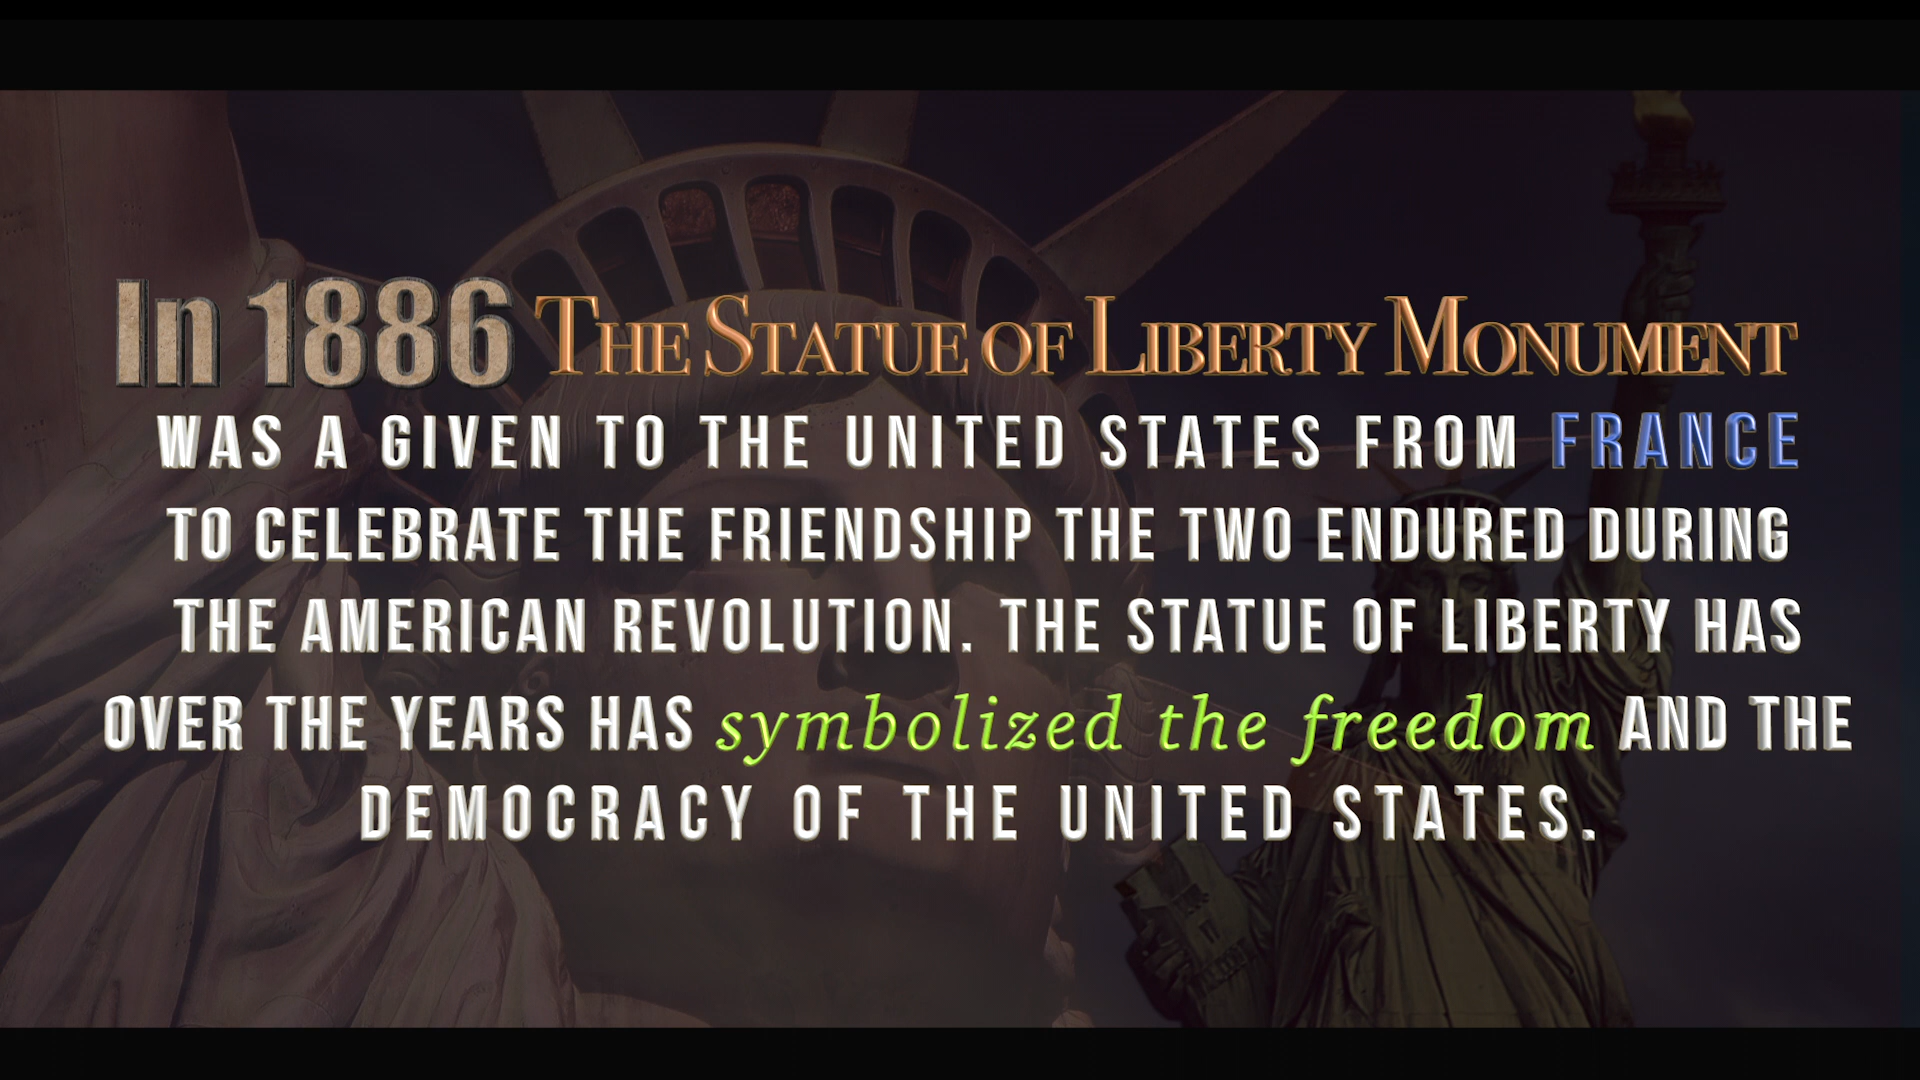 In 1886 The Statue of Liberty Monument
WAS A GIVEN TO THE UNITED STATES FROM FRANCE
TO CELEBRATE THE FRIENDSHIP THE TWO ENDURED DURING
THE AMERICAN REVOLUTION. THE STATUE OF LIBERTY HAS
OVER THE YEARS HAS symbolized the freedom AND THE
DEMOCRACY OF THE UNITED STATES.